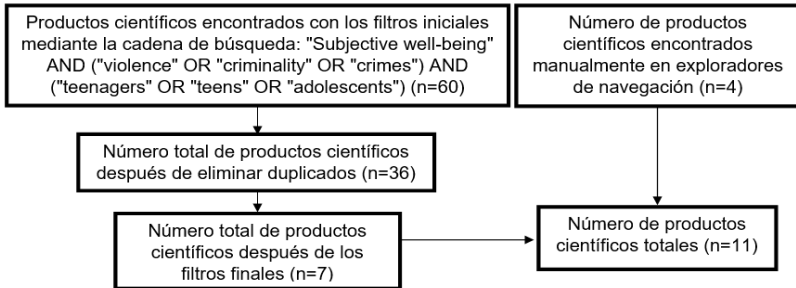 Productos científicos encontrados con los filtros iniciales
mediante la cadena de búsqueda: "Subjective well-being"
AND ("violence" OR "criminality" OR "crimes") AND
("teenagers" OR "teens" OR "adolescents") (n=60)
Número de productos
científicos encontrados
manualmente en exploradores
de navegación (n=4)
Número total de productos científicos
después de eliminar duplicados (n=36)
Número total de productos
científicos después de los
filtros finales (n=7)
Número de productos
científicos totales (n=11)